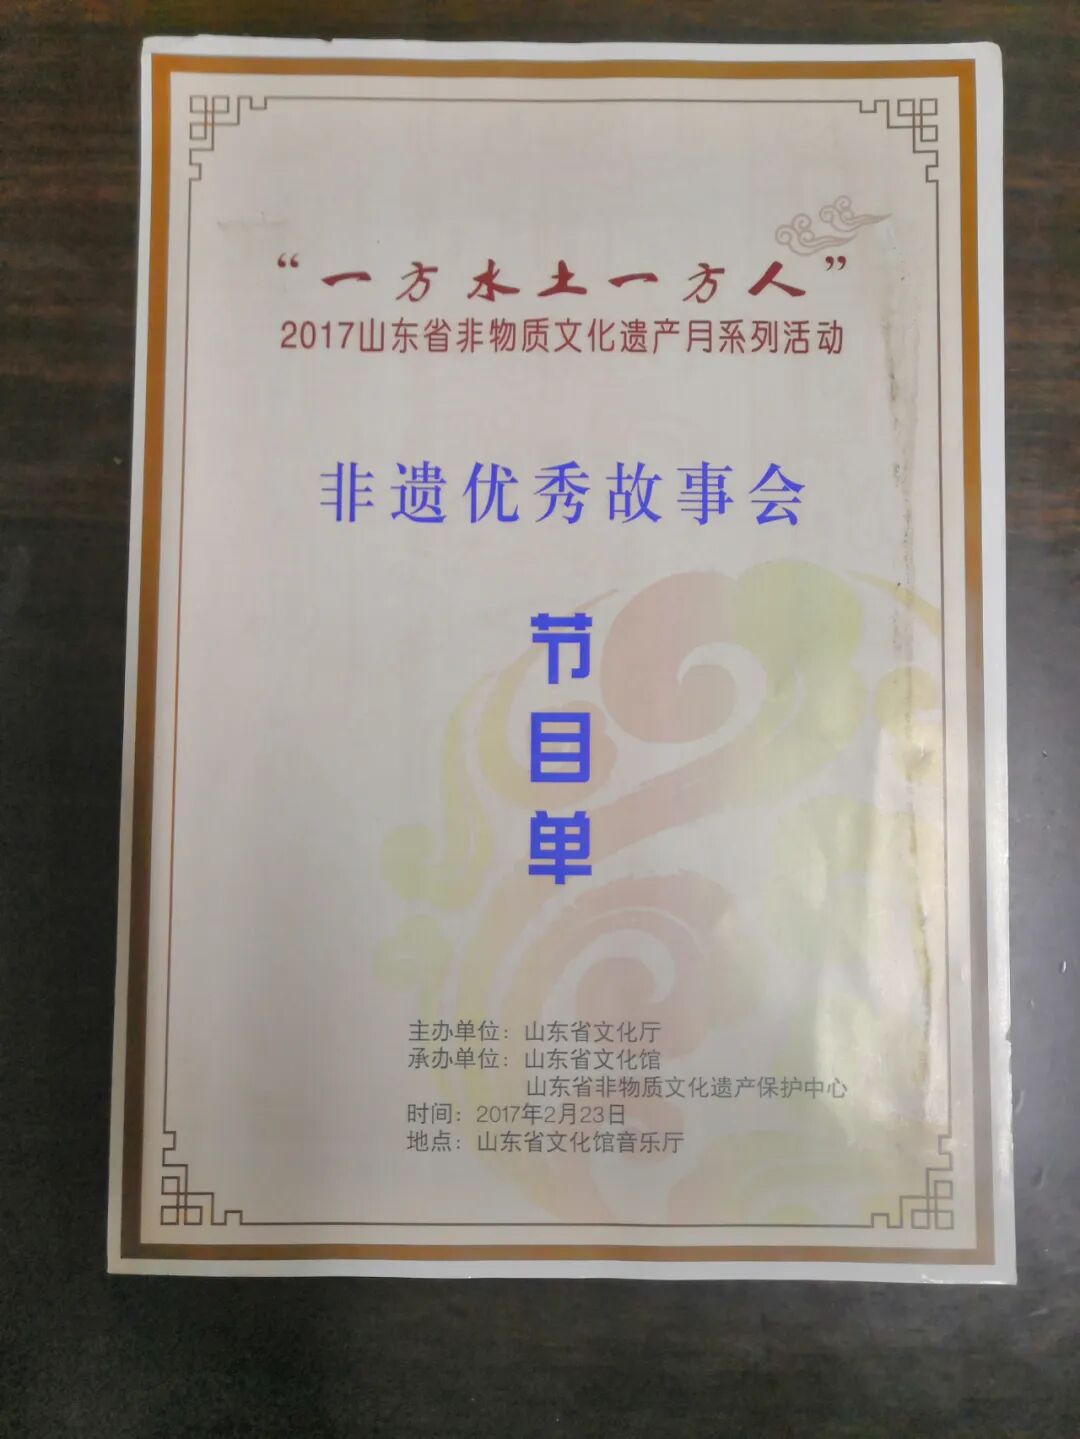 “一方水土一方人”
2017山东省非物质文化遗产月系列活动
非遗优秀故事会
节
目
单
主办单位：山东省文化厅
承办单位：山东省文化馆
山东省非物质文化遗产保护中心
时间：2017年2月23日
地点：山东省文化馆音乐厅